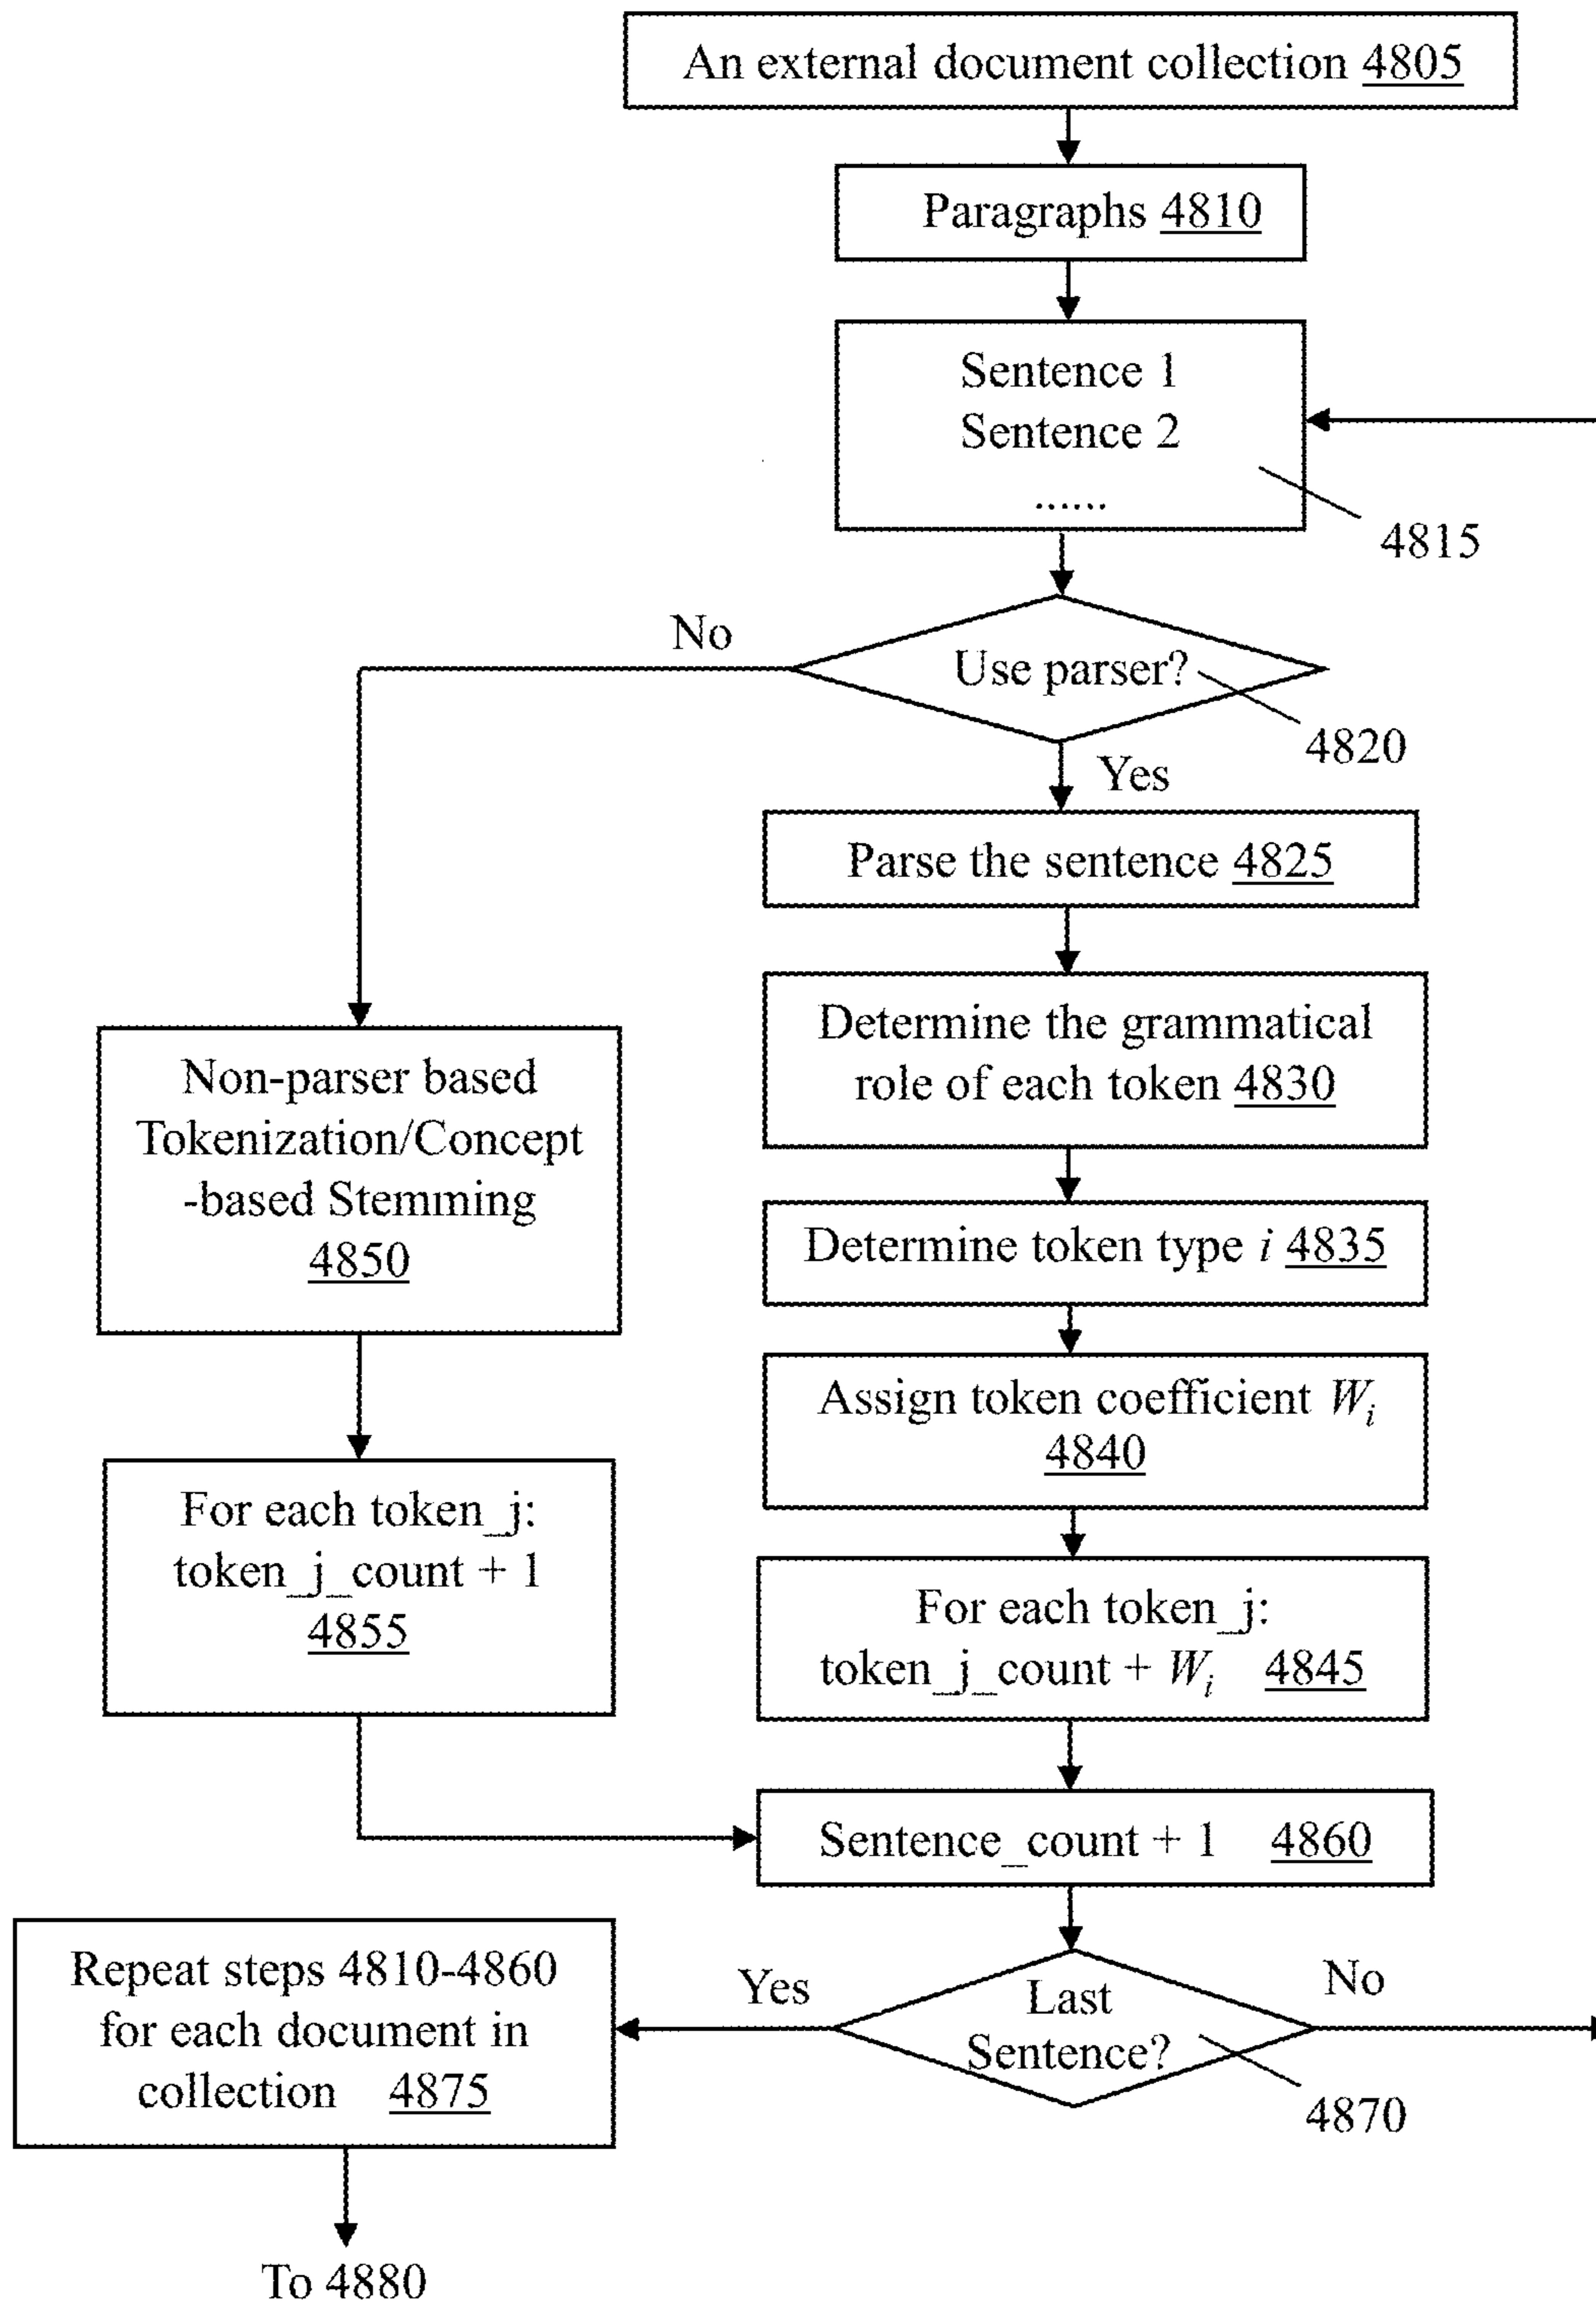 An external document collection 4805
Paragraphs 4810
Sentence 1
Sentence 2
......
4815
No
Use parser?
4820
Yes
Parse the sentence 4825
Determine the grammatical
role of each token 4830
Non-parser based
Tokenization/Concept
-based Stemming
4850
Determine token type i 4835
Assign token coefficient Wi
4840
For each token_j:
token_j_count + 1
4855
For each token_j:
token_j_count + Wi 4845
Sentence_count + 1 4860
Repeat steps 4810-4860
for each document in
collection 4875
Yes
Last
Sentence?
No
4870
To 4880